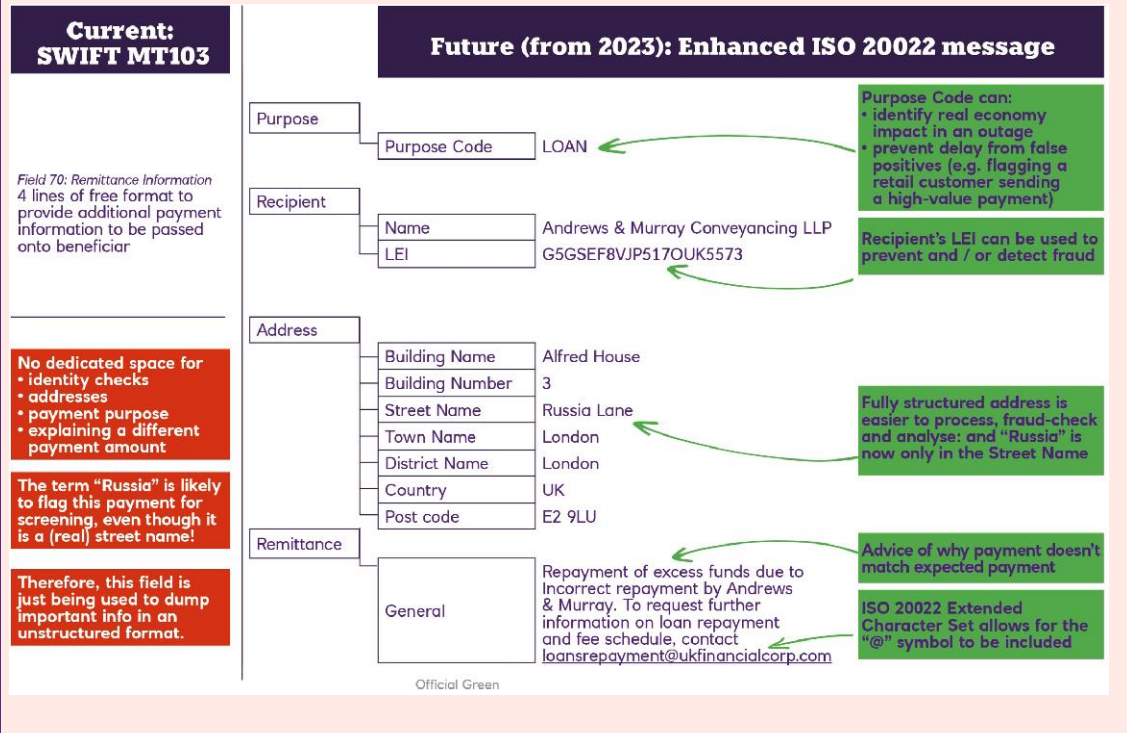 Current:
SWIFT MT103
Future (from 2023): Enhanced ISO 20022 message
Field 70: Remittance Information
4 lines of free format to
provide additional payment
information to be passed
onto beneficiar
No dedicated space for
• identity checks
• addresses
• payment purpose
• explaining a different
payment amount
The term “Russia” is likely
to flag this payment for
screening, even though it
is a (real) street name!
Therefore, this field is
just being used to dump
important info in an
unstructured format.
Purpose
Purpose Code LOAN
Purpose Code can:
• identify real economy
impact in an outage
• prevent delay from false
positives (e.g. flagging a
retail customer sending
a high-value payment)
Recipient
Name Andrews & Murray Conveyancing LLP
LEI G5GSEF8VJP517OUK5573
Recipient’s LEI can be used to
prevent and / or detect fraud
Address
Building Name Alfred House
Building Number 3
Street Name Russia Lane
Town Name London
District Name London
Country UK
Post code E2 9LU
Fully structured address is
easier to process, fraud-check
and analyse: and “Russia” is
now only in the Street Name
Remittance
General
Repayment of excess funds due to
Incorrect repayment by Andrews
& Murray. To request further
information on loan repayment
and fee schedule, contact
loansrepayment@ukfinancialcorp.com
Advice of why payment doesn’t
match expected payment
ISO 20022 Extended
Character Set allows for the
“@” symbol to be included
Official Green